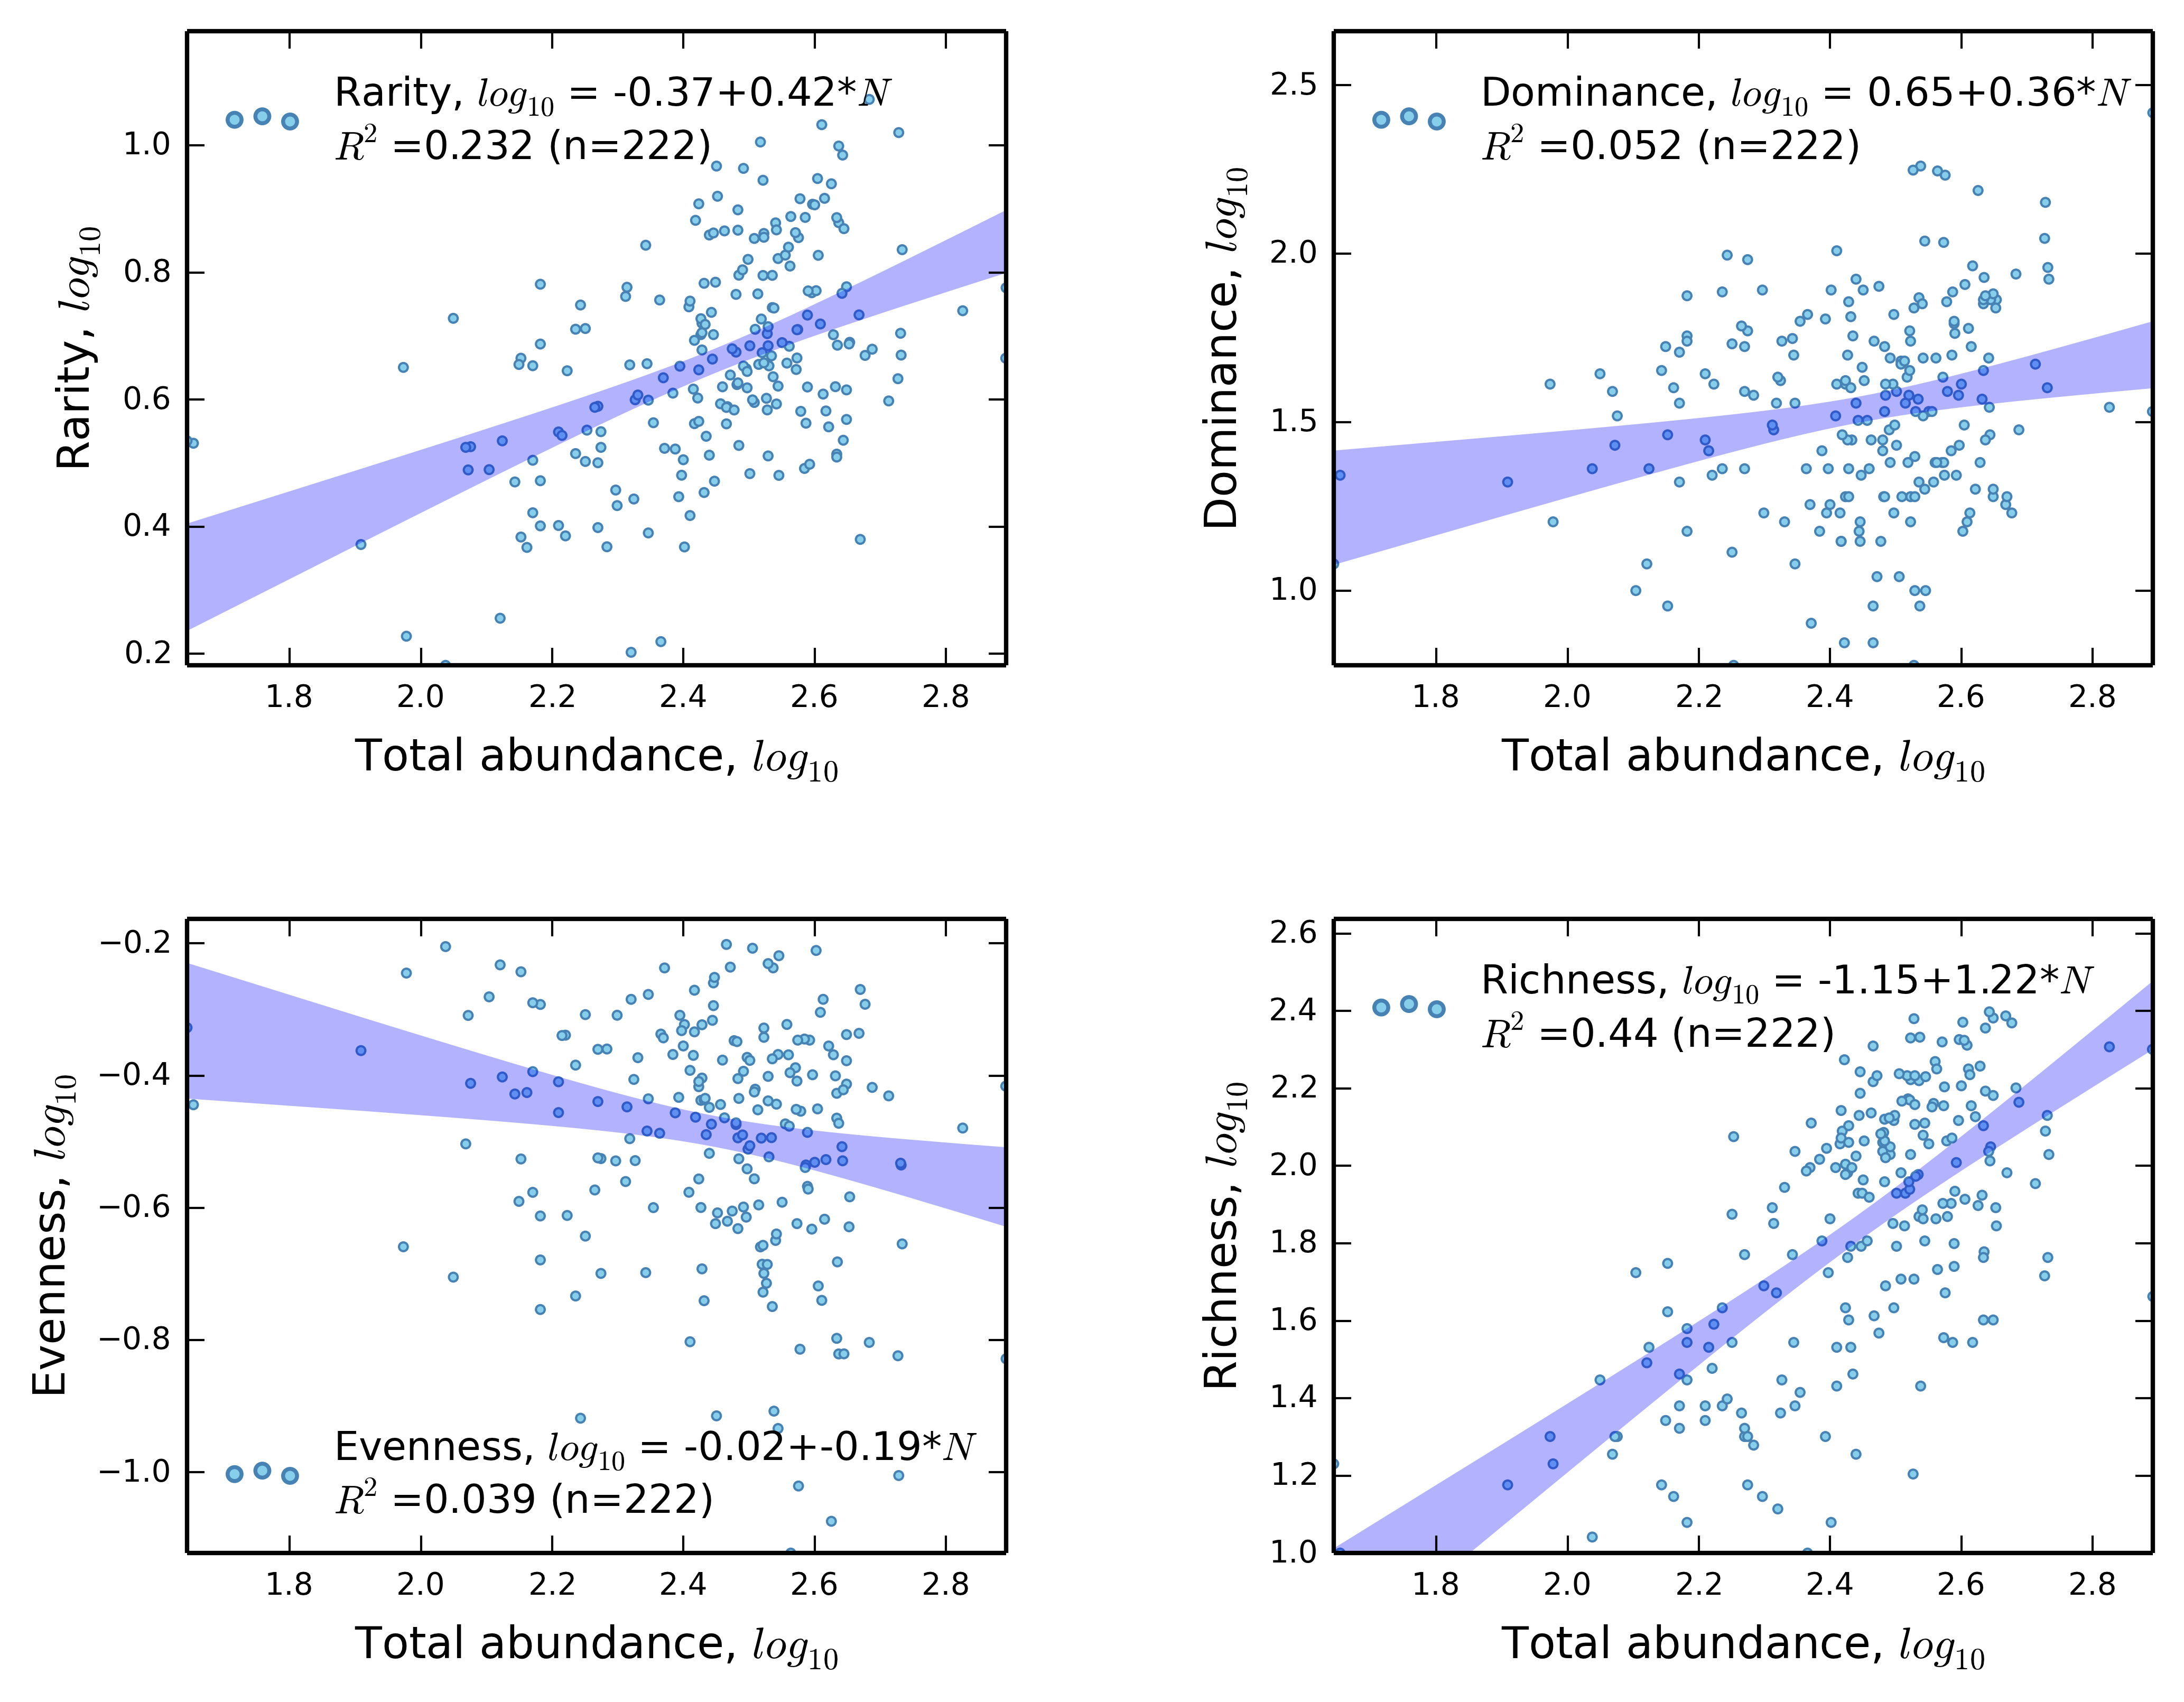 Rarity, log10 = -0.37+0.42*N
R2 =0.232 (n=222)
1.0
0.8
0.6
0.4
0.2
Rarity, log10
1.8 2.0 2.2 2.4 2.6 2.8
Total abundance, log10
Dominance, log10 = 0.65+0.36*N
R2 =0.052 (n=222)
2.5
2.0
1.5
1.0
Dominance, log10
1.8 2.0 2.2 2.4 2.6 2.8
Total abundance, log10
−0.2
−0.4
−0.6
−0.8
−1.0
Evenness, log10
Evenness, log10 = -0.02+-0.19*N
R2 =0.039 (n=222)
1.8 2.0 2.2 2.4 2.6 2.8
Total abundance, log10
Richness, log10 = -1.15+1.22*N
R2 =0.44 (n=222)
2.6
2.4
2.2
2.0
1.8
1.6
1.4
1.2
1.0
Richness, log10
1.8 2.0 2.2 2.4 2.6 2.8
Total abundance, log10